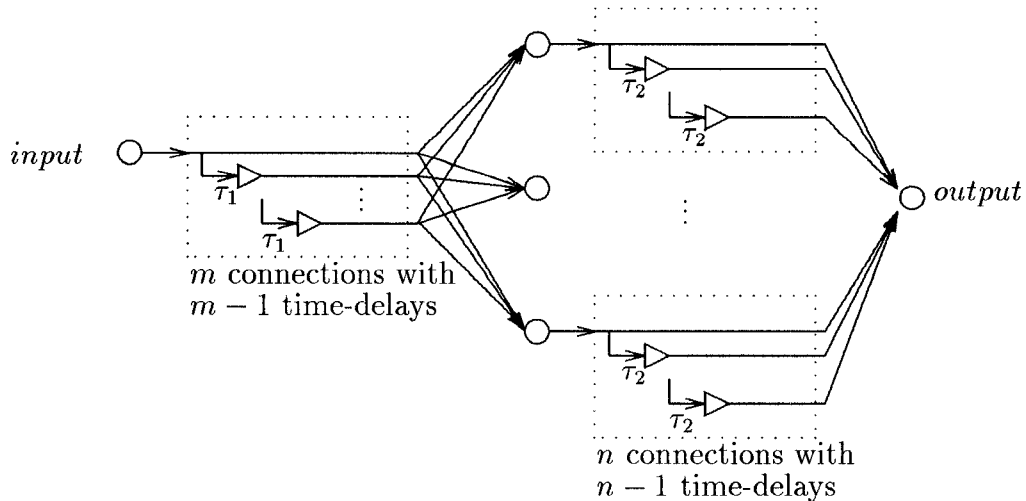 τ₂
τ₂
input
τ₁
τ₁
output
m connections with
m − 1 time-delays
τ₂
τ₂
n connections with
n − 1 time-delays